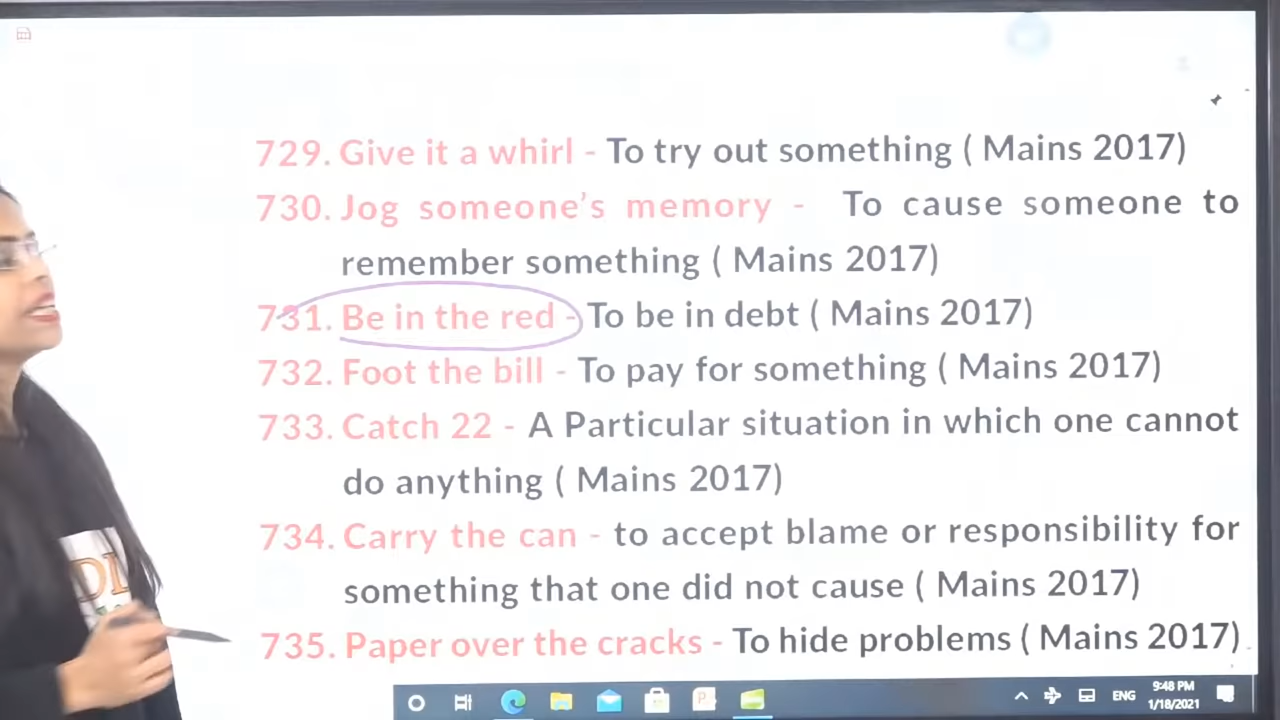 729. Give it a whirl - To try out something ( Mains 2017)
730. Jog someone's memory - To cause someone to
remember something ( Mains 2017)
731. Be in the red - To be in debt ( Mains 2017)
732. Foot the bill - To pay for something ( Mains 2017)
733. Catch 22 - A Particular situation in which one cannot
do anything ( Mains 2017)
734. Carry the can - to accept blame or responsibility for
something that one did not cause ( Mains 2017)
735. Paper over the cracks - To hide problems ( Mains 2017)
ENG
9:48 PM
1/18/2021